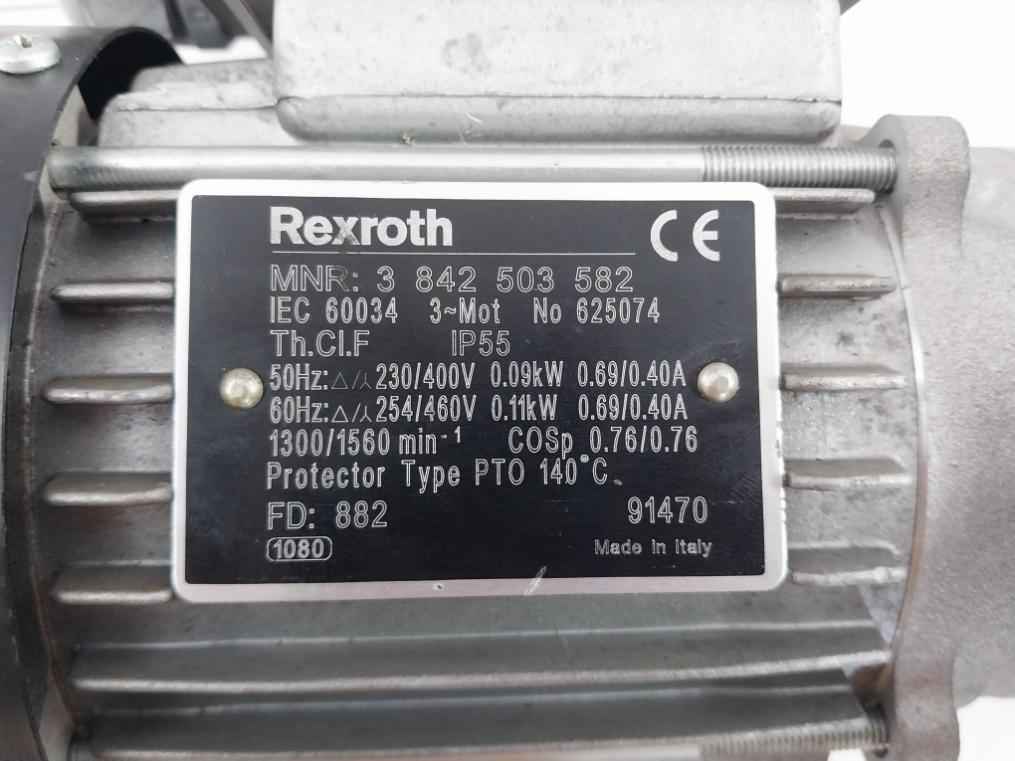 Rexroth
CE
MNR: 3 842 503 582
IEC 60034 3~Mot No 625074
Th.Cl.F IP55
50Hz: △/⅄ 230/400V 0.09kW 0.69/0.40A
60Hz: △/⅄ 254/460V 0.11kW 0.69/0.40A
1300/1560 min⁻¹ COSp 0.76/0.76
Protector Type PTO 140°C
FD: 882 91470
1080 Made in Italy